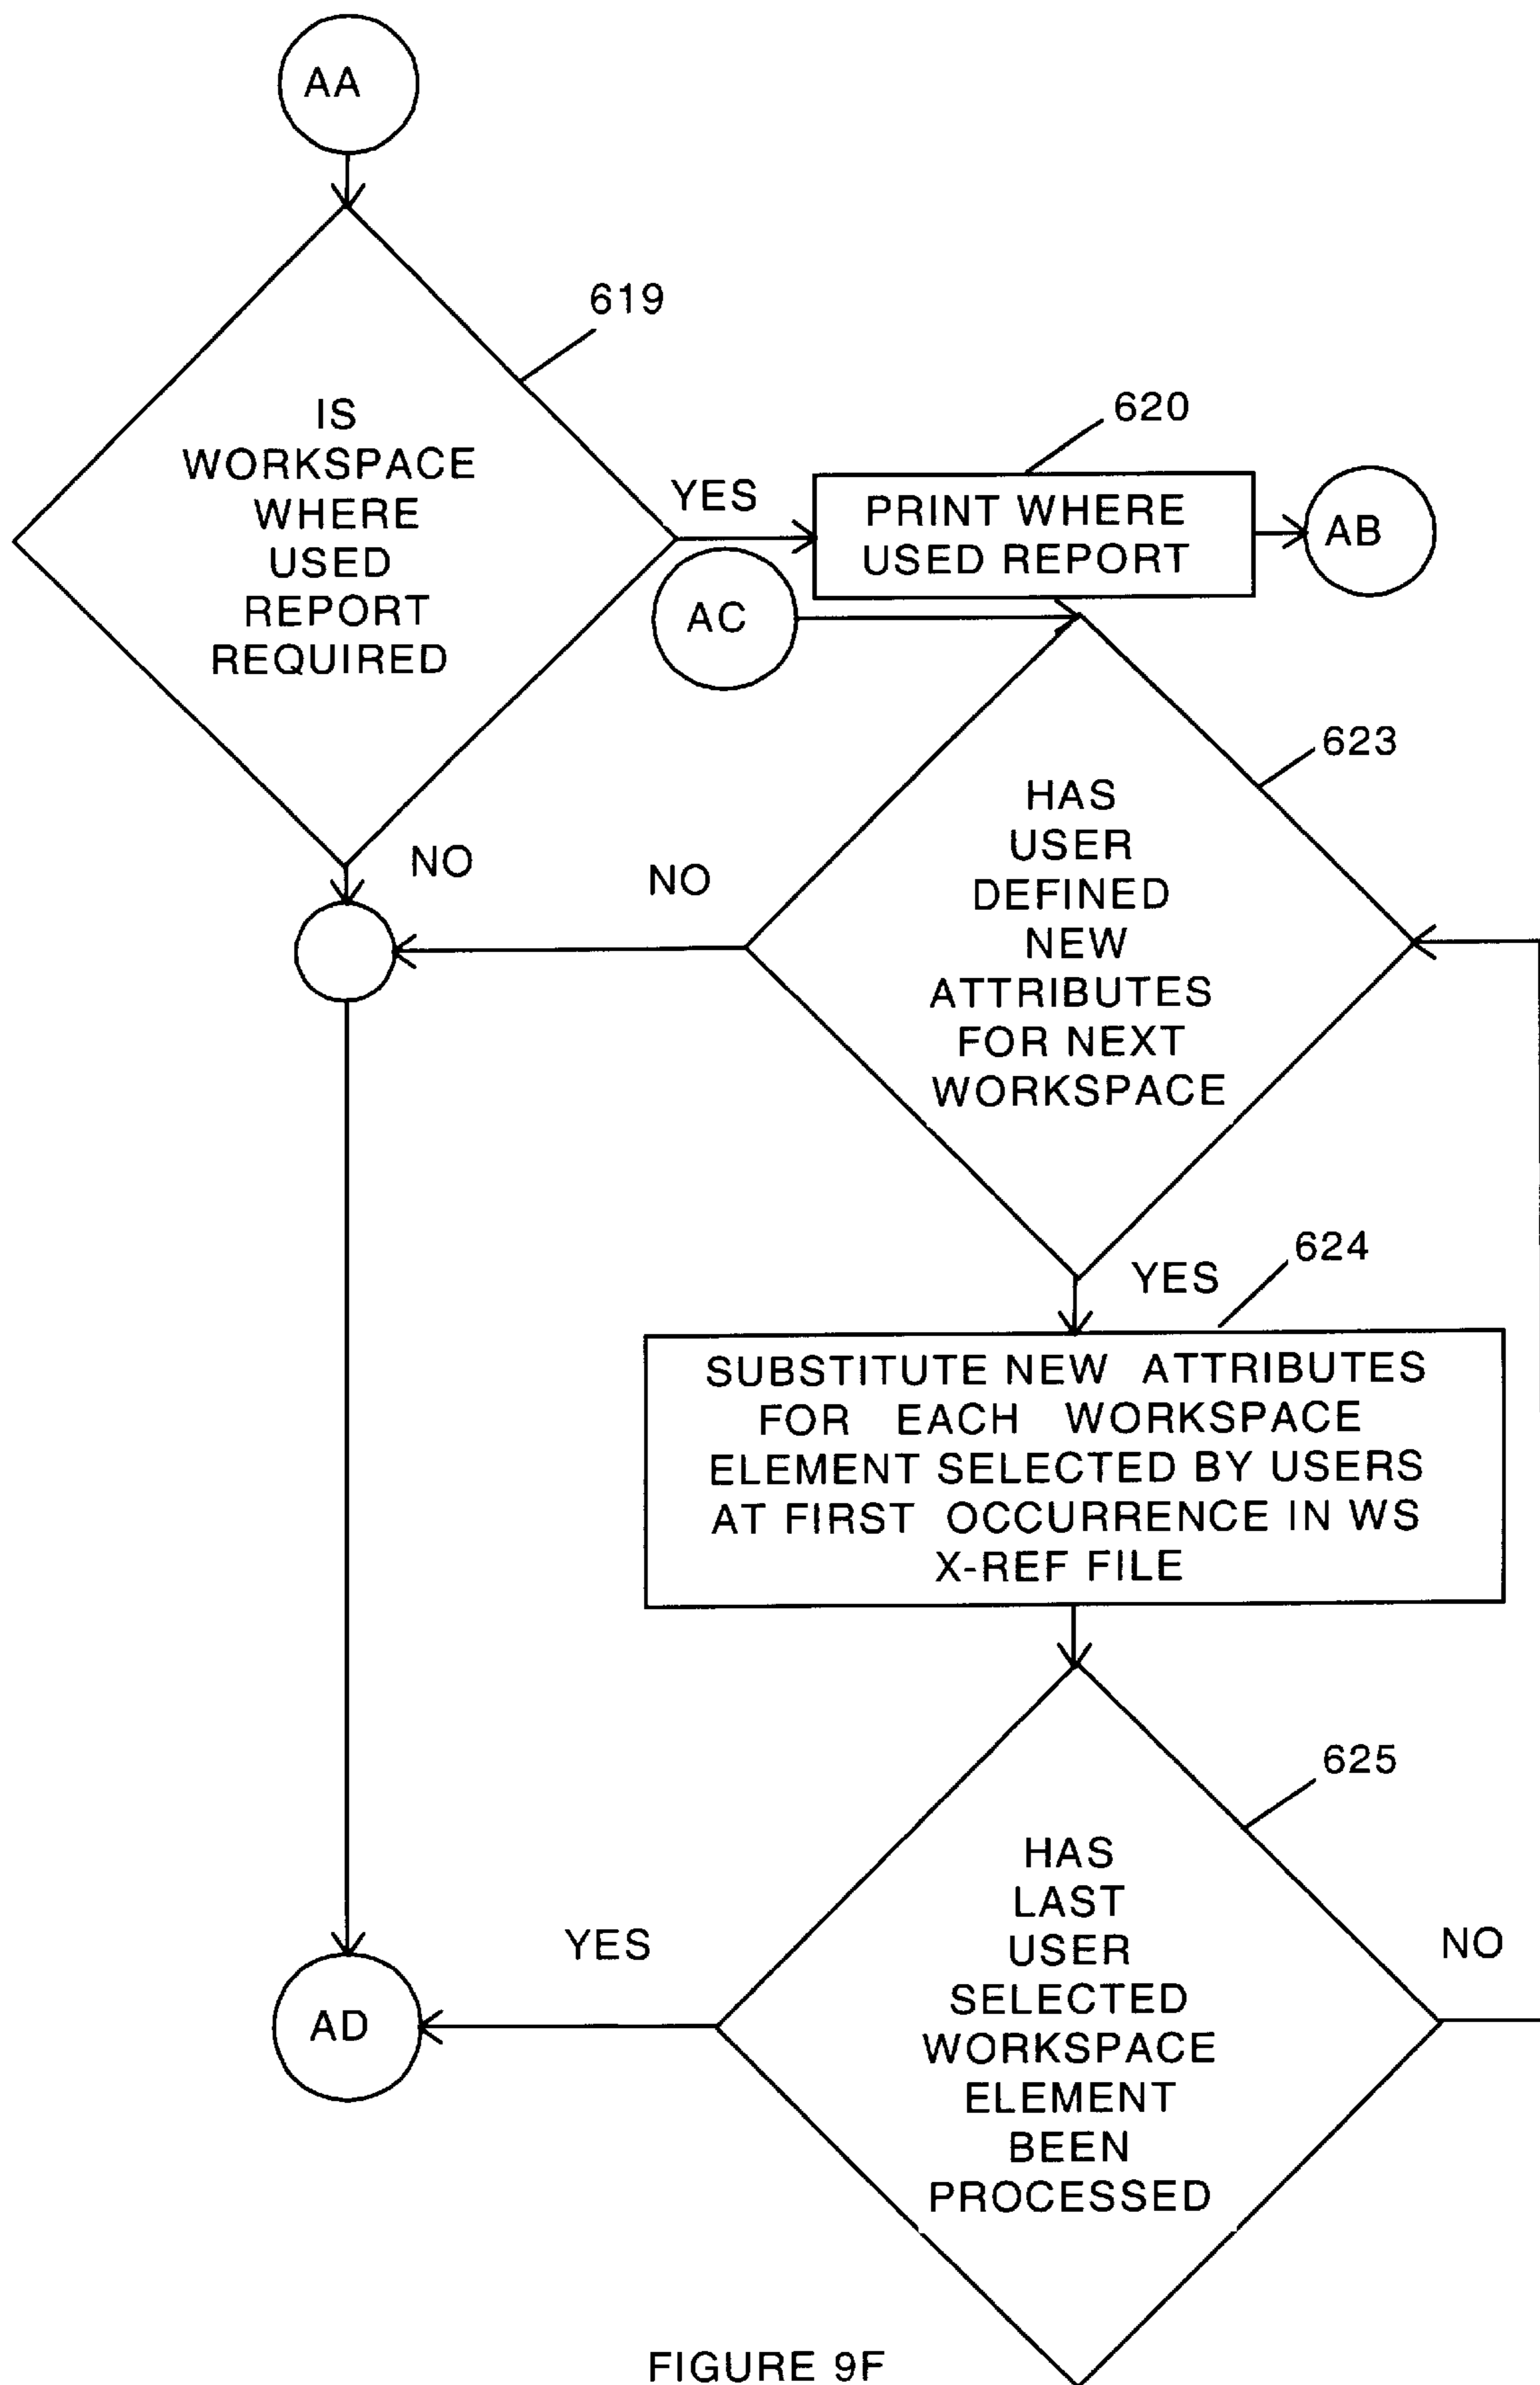 AA
619
IS
WORKSPACE
WHERE
USED
REPORT
REQUIRED
YES
620
PRINT WHERE
USED REPORT
AB
AC
NO
NO
623
HAS
USER
DEFINED
NEW
ATTRIBUTES
FOR NEXT
WORKSPACE
YES
624
SUBSTITUTE NEW ATTRIBUTES
FOR EACH WORKSPACE
ELEMENT SELECTED BY USERS
AT FIRST OCCURRENCE IN WS
X-REF FILE
625
HAS
LAST
USER
SELECTED
WORKSPACE
ELEMENT
BEEN
PROCESSED
YES
NO
AD
FIGURE 9F